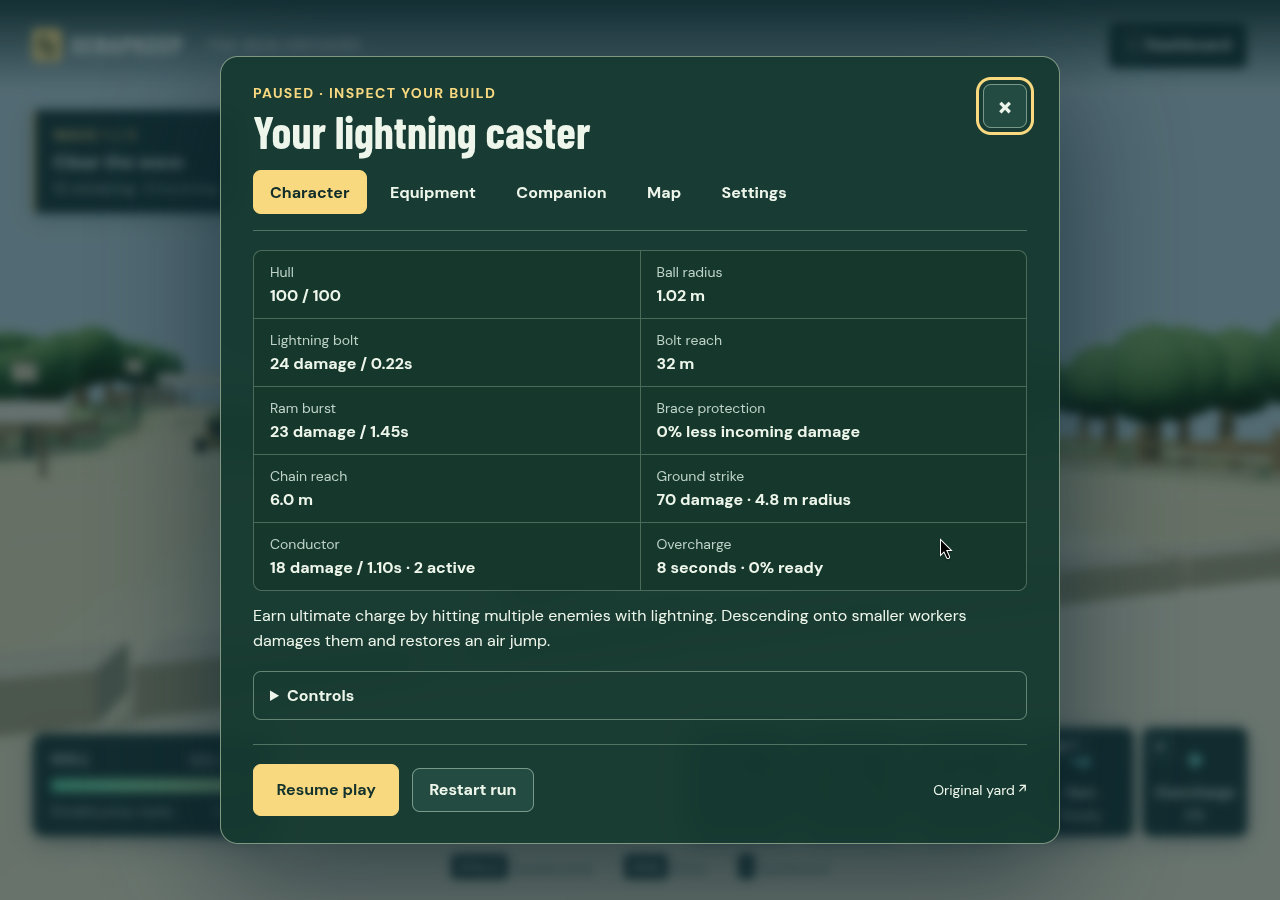 PAUSED · INSPECT YOUR BUILD
Your lightning caster
×
Character Equipment Companion Map Settings
Hull
100 / 100
Ball radius
1.02 m
Lightning bolt
24 damage / 0.22s
Bolt reach
32 m
Ram burst
23 damage / 1.45s
Brace protection
0% less incoming damage
Chain reach
6.0 m
Ground strike
70 damage · 4.8 m radius
Conductor
18 damage / 1.10s · 2 active
Overcharge
8 seconds · 0% ready
Earn ultimate charge by hitting multiple enemies with lightning. Descending onto smaller workers
damages them and restores an air jump.
▶ Controls
Resume play Restart run Original yard ↗